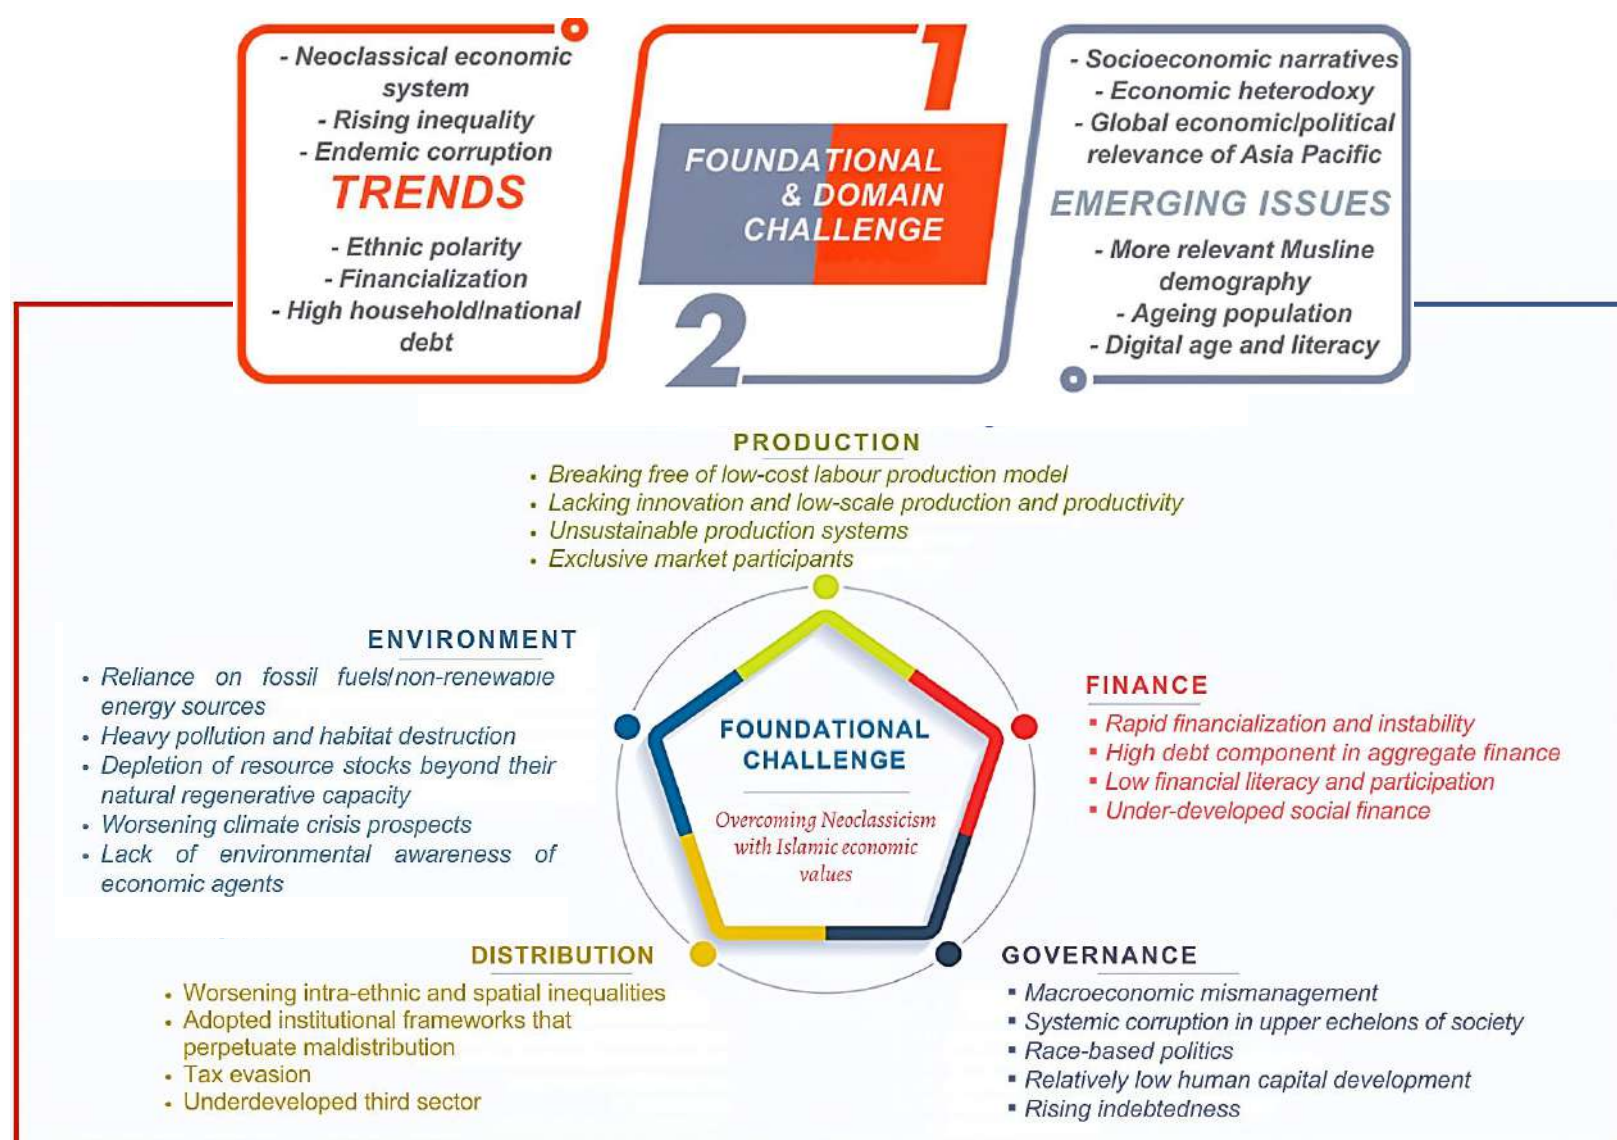 - Neoclassical economic
system
- Rising inequality
- Endemic corruption
TRENDS
- Ethnic polarity
- Financialization
- High household/national
debt
1
FOUNDATIONAL
& DOMAIN
CHALLENGE
2
- Socioeconomic narratives
- Economic heterodoxy
- Global economic/political
relevance of Asia Pacific
EMERGING ISSUES
- More relevant Musline
demography
- Ageing population
- Digital age and literacy
PRODUCTION
• Breaking free of low-cost labour production model
• Lacking innovation and low-scale production and productivity
• Unsustainable production systems
• Exclusive market participants
ENVIRONMENT
• Reliance on fossil fuels/non-renewable
energy sources
• Heavy pollution and habitat destruction
• Depletion of resource stocks beyond their
natural regenerative capacity
• Worsening climate crisis prospects
• Lack of environmental awareness of
economic agents
FOUNDATIONAL
CHALLENGE
Overcoming Neoclassicism
with Islamic economic
values
FINANCE
▪ Rapid financialization and instability
▪ High debt component in aggregate finance
▪ Low financial literacy and participation
▪ Under-developed social finance
DISTRIBUTION
• Worsening intra-ethnic and spatial inequalities
• Adopted institutional frameworks that
perpetuate maldistribution
• Tax evasion
• Underdeveloped third sector
GOVERNANCE
▪ Macroeconomic mismanagement
▪ Systemic corruption in upper echelons of society
▪ Race-based politics
▪ Relatively low human capital development
▪ Rising indebtedness